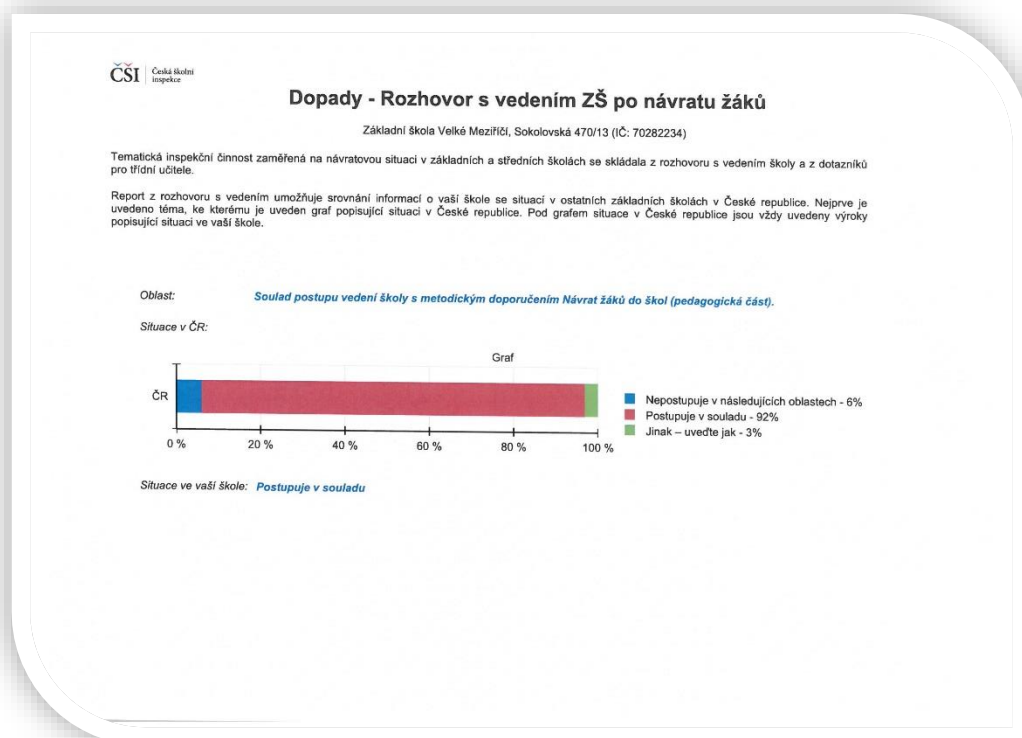 ČŠI Česká školní
inspekce
Dopady - Rozhovor s vedením ZŠ po návratu žáků
Základní škola Velké Meziříčí, Sokolovská 470/13 (IČ: 70282234)
Tematická inspekční činnost zaměřená na návratovou situaci v základních a středních školách se skládala z rozhovoru s vedením školy a z dotazníků
pro třídní učitele.
Report z rozhovoru s vedením umožňuje srovnání informací o vaší škole se situací v ostatních základních školách v České republice. Nejprve je
uvedeno téma, ke kterému je uveden graf popisující situaci v České republice. Pod grafem situace v České republice jsou vždy uvedeny výroky
popisující situaci ve vaší škole.
Oblast: Soulad postupu vedení školy s metodickým doporučením Návrat žáků do škol (pedagogická část).
Situace v ČR:
Graf
ČR
0 % 20 % 40 % 60 % 80 % 100 %
Nepostupuje v následujících oblastech - 6%
Postupuje v souladu - 92%
Jinak – uveďte jak - 3%
Situace ve vaší škole: Postupuje v souladu